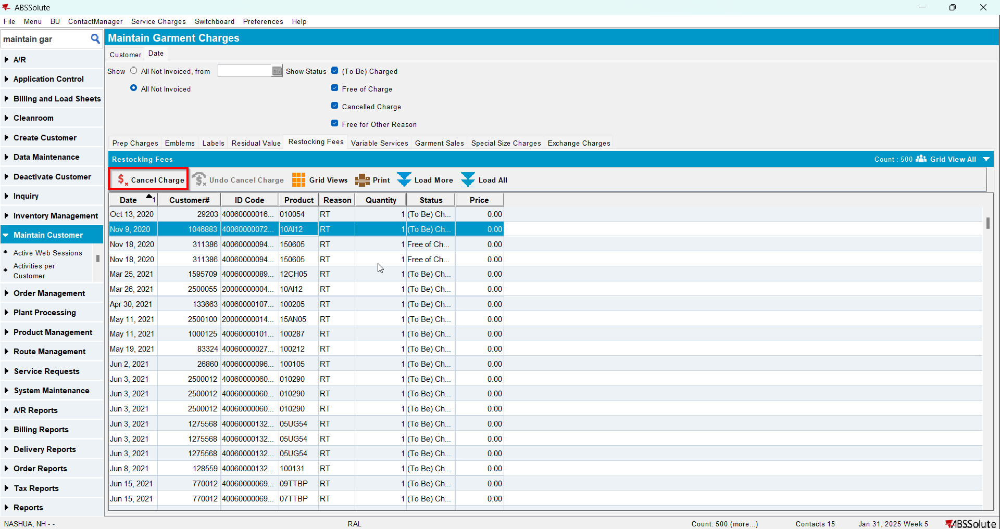 ABSSolute
File Menu BU ContactManager Service Charges Switchboard Preferences Help
maintain gar
Maintain Garment Charges
Customer Date
Show All Not Invoiced, from 15 Show Status (To Be) Charged
All Not Invoiced Free of Charge
Cancelled Charge
Free for Other Reason
Prep Charges Emblems Labels Residual Value Restocking Fees Variable Services Garment Sales Special Size Charges Exchange Charges
Restocking Fees Count : 500 Grid View All
Cancel Charge Undo Cancel Charge Grid Views Print Load More Load All
Date 1 Customer# ID Code Product Reason Quantity Status Price
Oct 13, 2020 29203 40060000016... 010054 RT 1 (To Be) Ch... 0.00
Nov 9, 2020 1046883 40060000072... 10AI12 RT 1 (To Be) Ch... 0.00
Nov 18, 2020 311386 40060000094... 150605 RT 1 Free of Ch... 0.00
Nov 18, 2020 311386 40060000094... 150605 RT 1 Free of Ch... 0.00
Mar 25, 2021 1595709 40060000089... 12CH05 RT 1 (To Be) Ch... 0.00
Mar 26, 2021 2500055 20000000004... 10AI12 RT 1 (To Be) Ch... 0.00
Apr 30, 2021 133663 40060000107... 100205 RT 1 (To Be) Ch... 0.00
May 11, 2021 2500100 20000000014... 15AN05 RT 1 (To Be) Ch... 0.00
May 11, 2021 1000125 40060000101... 100287 RT 1 (To Be) Ch... 0.00
May 19, 2021 83324 40060000027... 100212 RT 1 (To Be) Ch... 0.00
Jun 2, 2021 26860 40060000096... 100105 RT 1 (To Be) Ch... 0.00
Jun 3, 2021 2500012 40060000060... 010290 RT 1 (To Be) Ch... 0.00
Jun 3, 2021 2500012 40060000060... 010290 RT 1 (To Be) Ch... 0.00
Jun 3, 2021 2500012 40060000060... 010290 RT 1 (To Be) Ch... 0.00
Jun 3, 2021 1275568 40060000132... 05UG54 RT 1 (To Be) Ch... 0.00
Jun 3, 2021 1275568 40060000132... 05UG54 RT 1 (To Be) Ch... 0.00
Jun 3, 2021 1275568 40060000132... 05UG54 RT 1 (To Be) Ch... 0.00
Jun 8, 2021 128559 40060000132... 100131 RT 1 (To Be) Ch... 0.00
Jun 15, 2021 770012 40060000069... 09TTBP RT 1 (To Be) Ch... 0.00
Jun 15, 2021 770012 40060000069... 07TTBP RT 1 (To Be) Ch... 0.00
A/R
Application Control
Billing and Load Sheets
Cleanroom
Create Customer
Data Maintenance
Deactivate Customer
Inquiry
Inventory Management
Maintain Customer
Active Web Sessions
Activities per
Customer
Order Management
Plant Processing
Product Management
Route Management
Service Requests
System Maintenance
A/R Reports
Billing Reports
Delivery Reports
Order Reports
Tax Reports
Reports
NASHUA, NH - - RAL Count: 500 (more...) Contacts 15 Jan 31, 2025 Week 5 ABSSolute